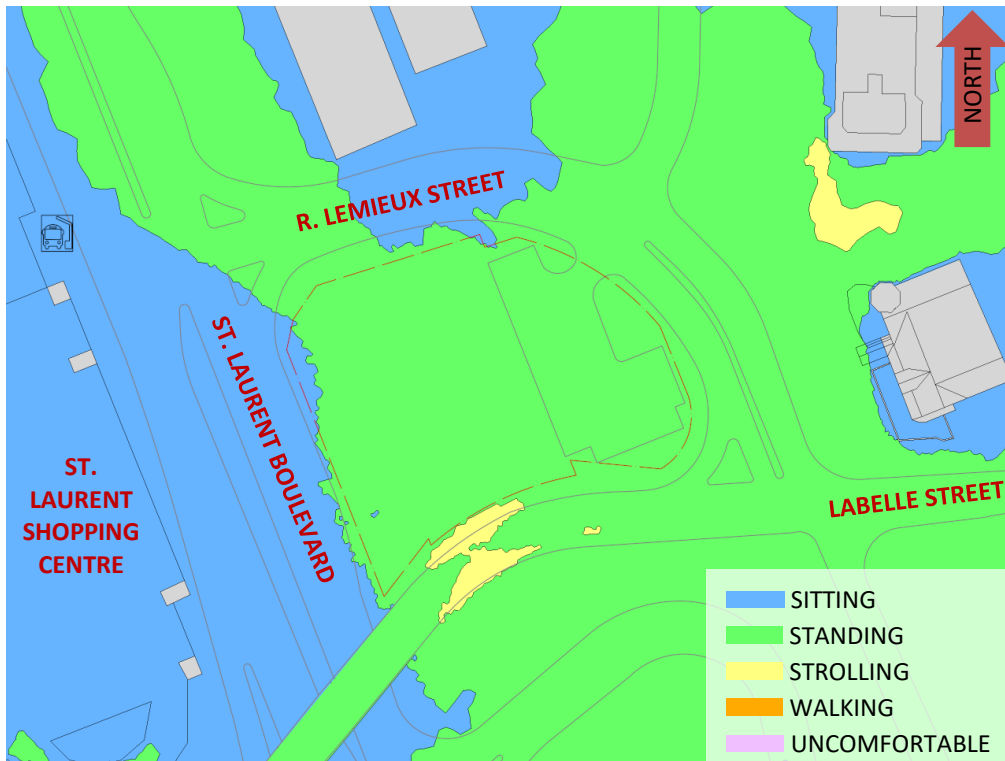 NORTH
R. LEMIEUX STREET
ST. LAURENT BOULEVARD
ST.
LAURENT
SHOPPING
CENTRE
LABELLE STREET
SITTING
STANDING
STROLLING
WALKING
UNCOMFORTABLE